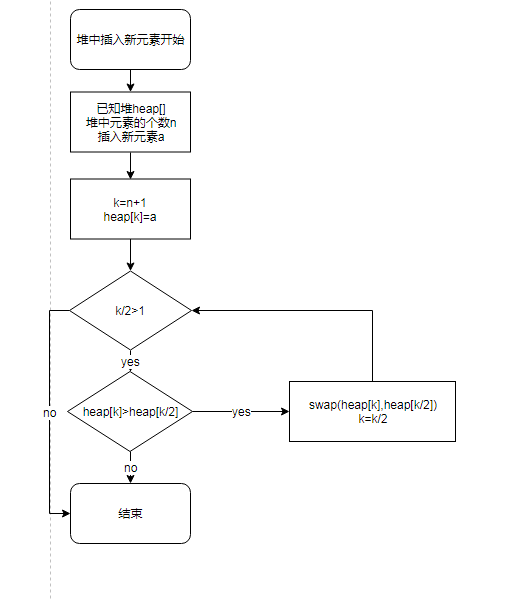 堆中插入新元素开始
已知堆heap[]
堆中元素的个数n
插入新元素a
k=n+1
heap[k]=a
k/2>1
yes
no
heap[k]>heap[k/2]
yes
swap(heap[k],heap[k/2])
k=k/2
no
结束